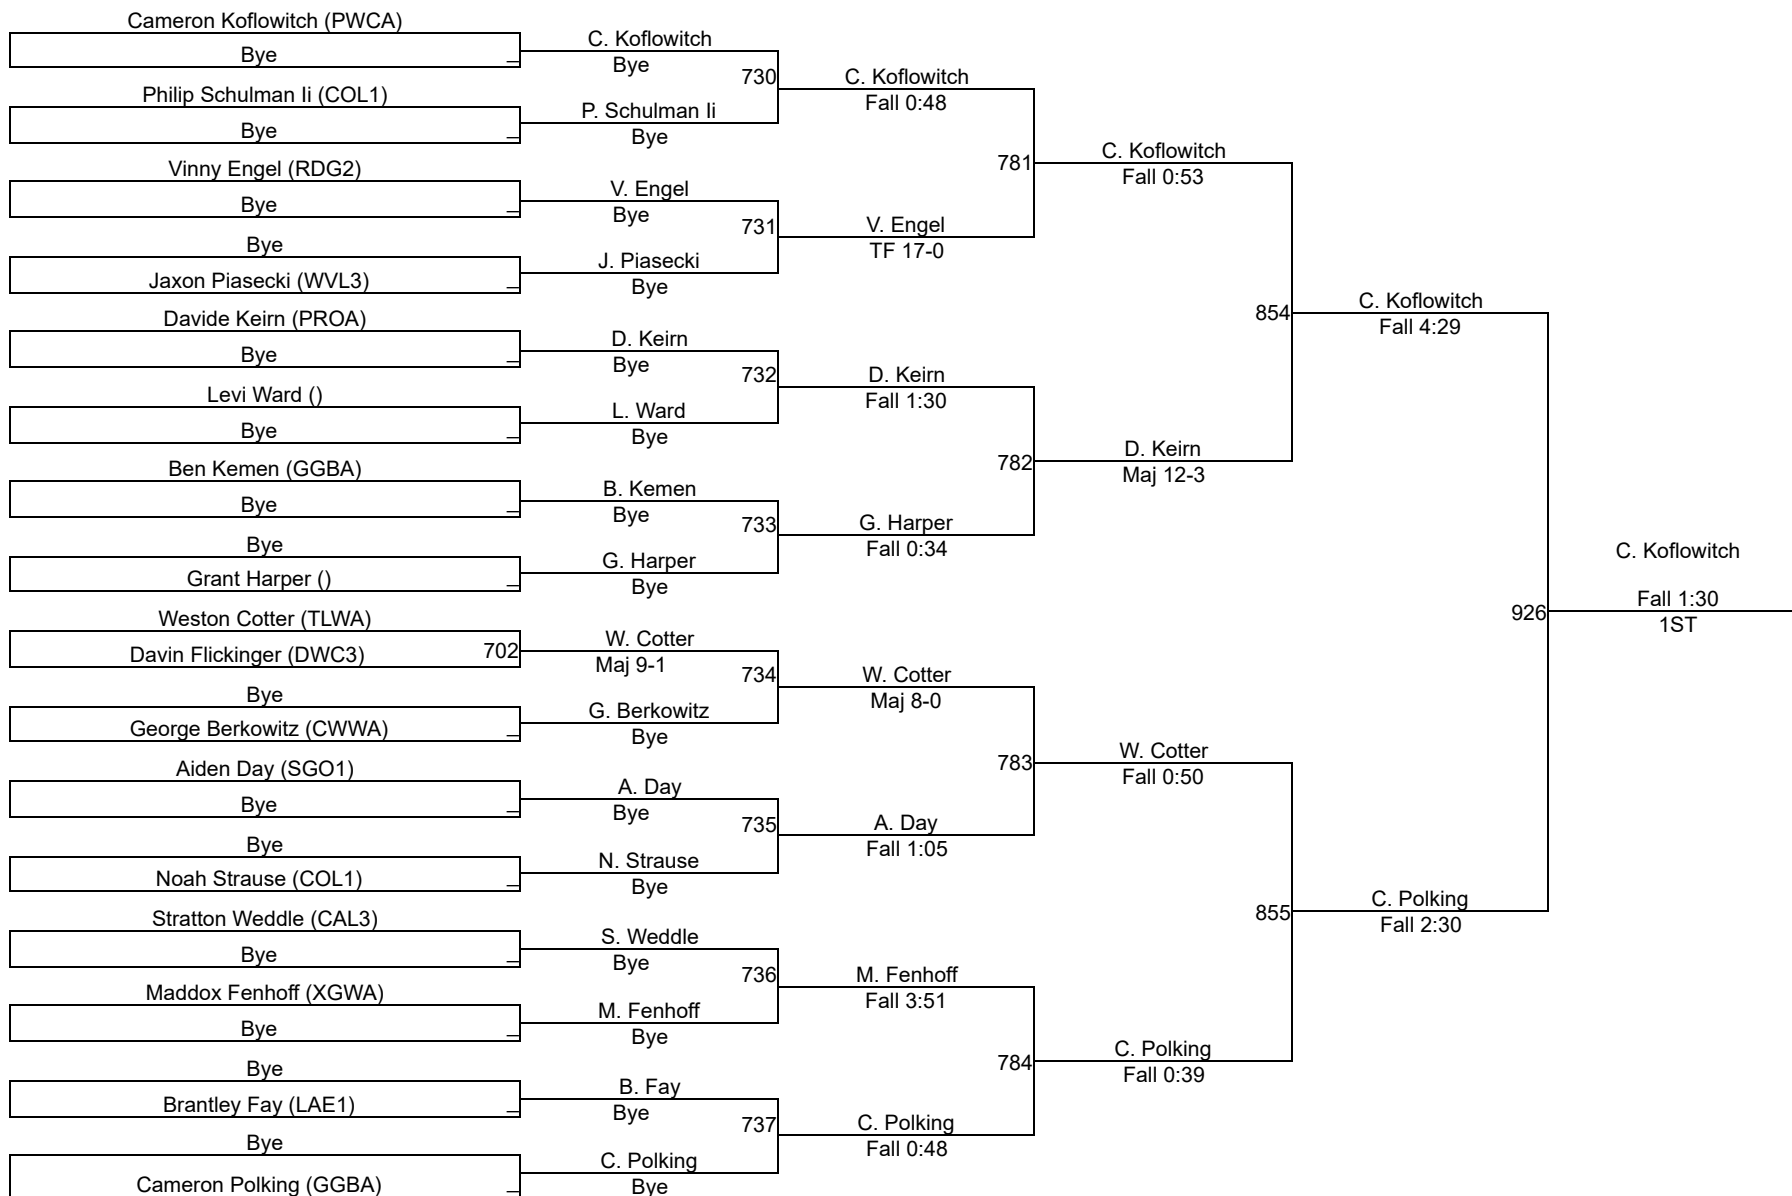 Cameron Koflowitch (PWCA)
Bye
_
Philip Schulman Ii (COL1)
Bye
_
Vinny Engel (RDG2)
Bye
_
Bye
Jaxon Piasecki (WVL3)
_
Davide Keirn (PROA)
Bye
_
Levi Ward ()
Bye
_
Ben Kemen (GGBA)
Bye
_
Bye
Grant Harper ()
_
Weston Cotter (TLWA)
Davin Flickinger (DWC3)
702
Bye
George Berkowitz (CWWA)
_
Aiden Day (SGO1)
Bye
_
Bye
Noah Strause (COL1)
_
Stratton Weddle (CAL3)
Bye
_
Maddox Fenhoff (XGWA)
Bye
_
Bye
Brantley Fay (LAE1)
_
Bye
Cameron Polking (GGBA)
_
C. Koflowitch
Bye
730
P. Schulman Ii
Bye
V. Engel
Bye
731
J. Piasecki
Bye
D. Keirn
Bye
732
L. Ward
Bye
B. Kemen
Bye
733
G. Harper
Bye
W. Cotter
Maj 9-1
734
G. Berkowitz
Bye
A. Day
Bye
735
N. Strause
Bye
S. Weddle
Bye
736
M. Fenhoff
Bye
B. Fay
Bye
737
C. Polking
Bye
C. Koflowitch
Fall 0:48
781
V. Engel
TF 17-0
D. Keirn
Fall 1:30
782
G. Harper
Fall 0:34
W. Cotter
Maj 8-0
783
A. Day
Fall 1:05
M. Fenhoff
Fall 3:51
784
C. Polking
Fall 0:48
C. Koflowitch
Fall 0:53
854
D. Keirn
Maj 12-3
W. Cotter
Fall 0:50
855
C. Polking
Fall 0:39
C. Koflowitch
Fall 4:29
926
C. Polking
Fall 2:30
C. Koflowitch
Fall 1:30
1ST